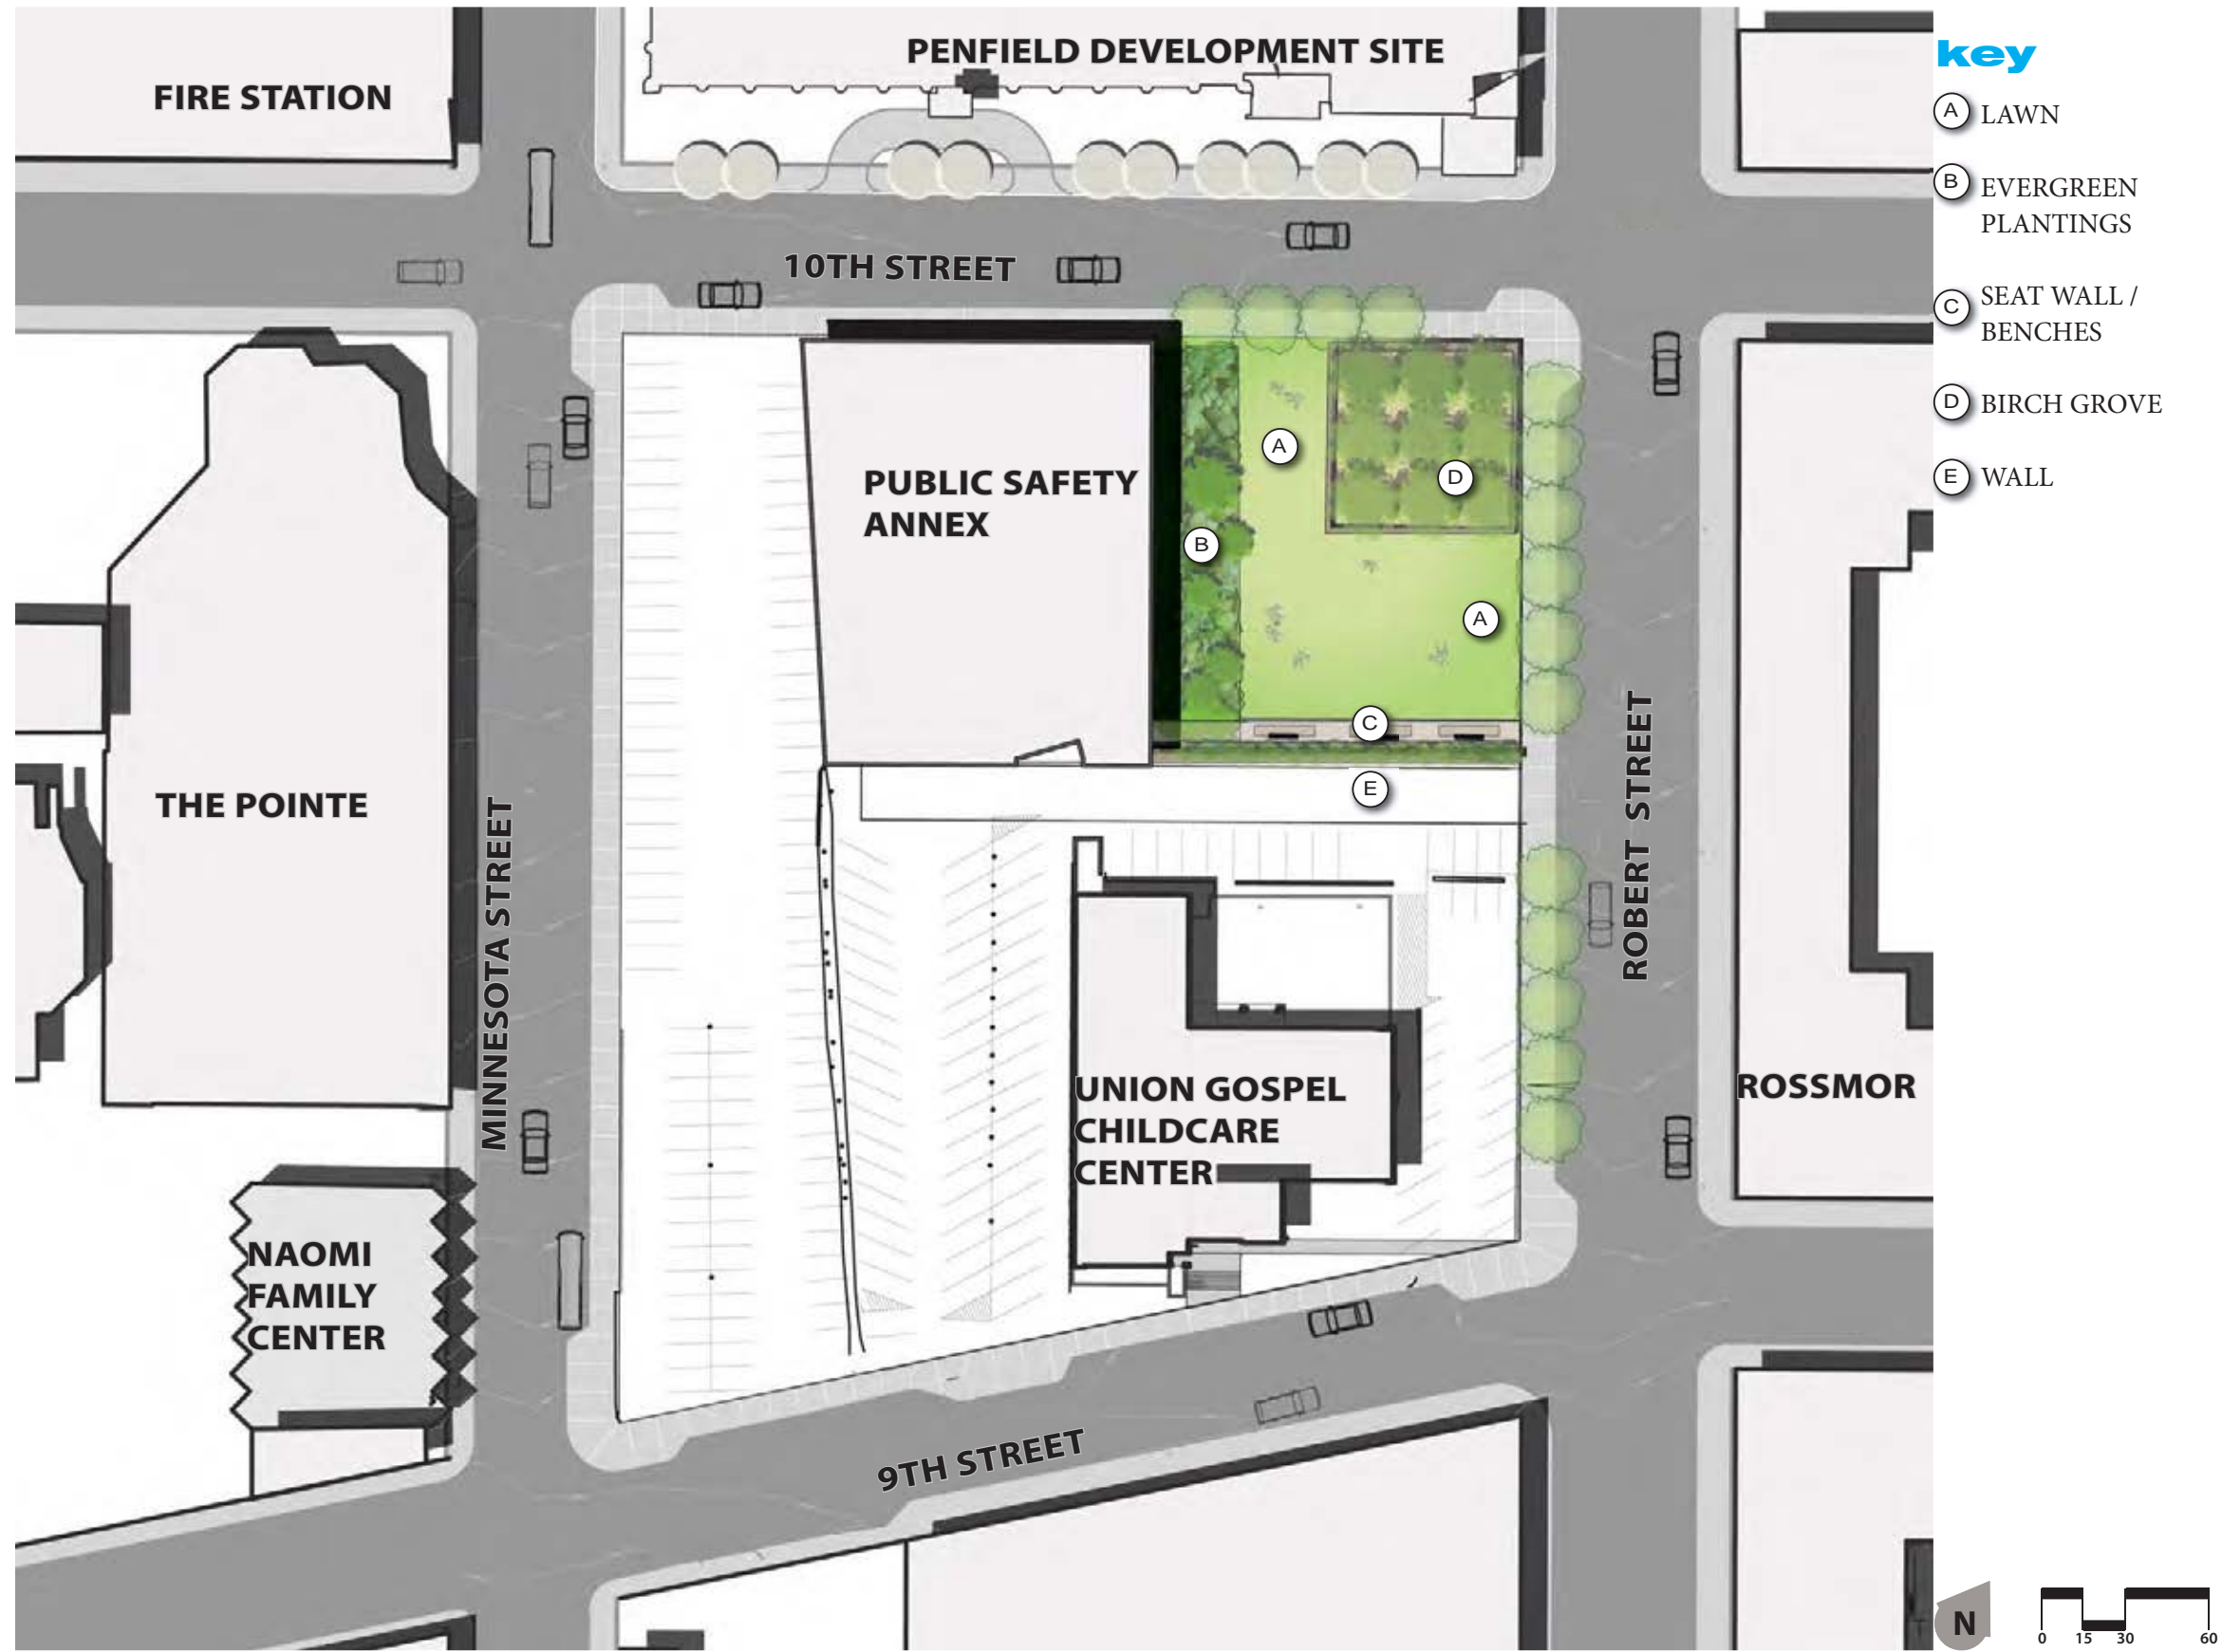 PENFIELD DEVELOPMENT SITE
FIRE STATION
10TH STREET
PUBLIC SAFETY
ANNEX
A
D
B
A
C
E
THE POINTE
MINNESOTA STREET
ROBERT STREET
UNION GOSPEL
CHILDCARE
CENTER
ROSSMOR
NAOMI
FAMILY
CENTER
9TH STREET
key
A LAWN
B EVERGREEN
PLANTINGS
C SEAT WALL /
BENCHES
D BIRCH GROVE
E WALL
N
0 15 30 60